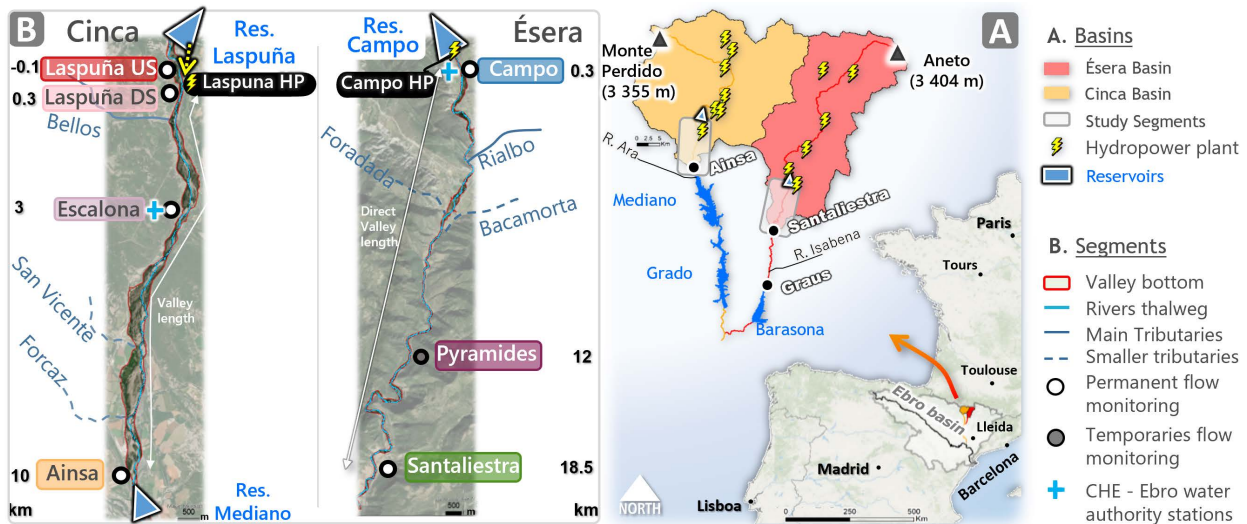 B
Cinca
Res.
Laspuña
Res.
Campo
Ésera
-0.1
Laspuña US
Laspuna HP
0.3
Laspuña DS
Bellos
3
Escalona
San Vicente
Forcaz
Valley
length
10
Ainsa
km
500
m
Res.
Mediano
Campo HP
Campo
0.3
Foradada
Rialbo
Direct
Valley
length
Bacamorta
Pyramides
12
Santaliestra
18.5
500
m
km
A
Monte
Perdido
(3 355 m)
Aneto
(3 404 m)
0 2.5 5
Km
R. Ara
Ainsa
Mediano
Santaliestra
R. Isabena
Grado
Graus
Barasona
Paris
Tours
Toulouse
Ebro basin
Lleida
Barcelona
Madrid
Lisboa
NORTH
0
250
500
Km
A. Basins
Ésera Basin
Cinca Basin
Study Segments
Hydropower plant
Reservoirs
B. Segments
Valley bottom
Rivers thalweg
Main Tributaries
Smaller tributaries
Permanent flow
monitoring
Temporaries flow
monitoring
CHE - Ebro water
authority stations